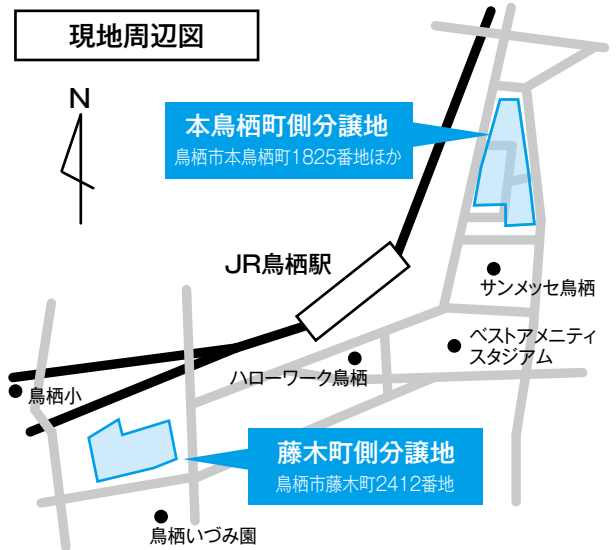 現地周辺図
N
本鳥栖町側分譲地
鳥栖市本鳥栖町1825番地ほか
JR鳥栖駅
サンメッセ鳥栖
ベストアメニティ
スタジアム
ハローワーク鳥栖
鳥栖小
藤木町側分譲地
鳥栖市藤木町2412番地
鳥栖いづみ園